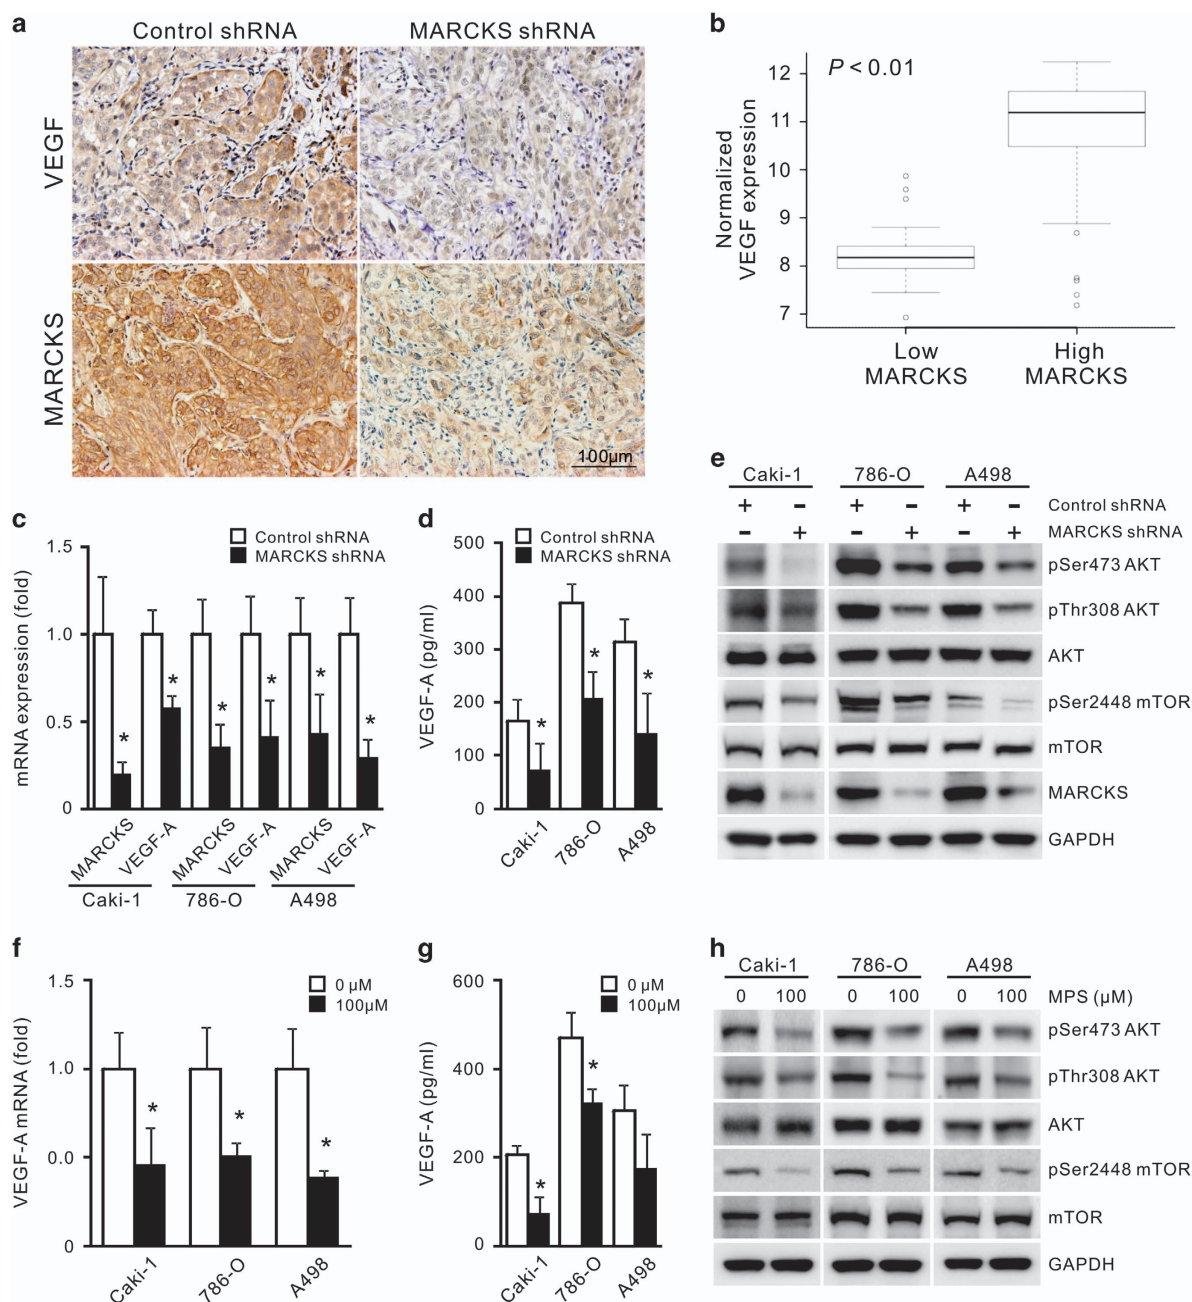 a
Control shRNA
MARCKS shRNA
VEGF
MARCKS
100µm
b
P < 0.01
Normalized
VEGF expression
12
11
10
9
8
7
Low
MARCKS
High
MARCKS
c
Control shRNA
MARCKS shRNA
mRNA expression (fold)
1.5
1.0
0.5
0
*
*
*
*
*
*
MARCKS
VEGF-A
MARCKS
VEGF-A
MARCKS
VEGF-A
Caki-1
786-O
A498
d
Control shRNA
MARCKS shRNA
VEGF-A (pg/ml)
500
400
300
200
100
0
*
*
*
Caki-1
786-O
A498
e
Caki-1 786-O A498
+ - + - + - Control shRNA
- + - + - + MARCKS shRNA
pSer473 AKT
pThr308 AKT
AKT
pSer2448 mTOR
mTOR
MARCKS
GAPDH
f
0 µM
100µM
VEGF-A mRNA (fold)
1.5
1.0
0.0
0
*
*
*
Caki-1
786-O
A498
g
0 µM
100µM
VEGF-A (pg/ml)
600
400
200
0
*
*
Caki-1
786-O
A498
h
Caki-1 786-O A498
0 100 0 100 0 100 MPS (µM)
pSer473 AKT
pThr308 AKT
AKT
pSer2448 mTOR
mTOR
GAPDH